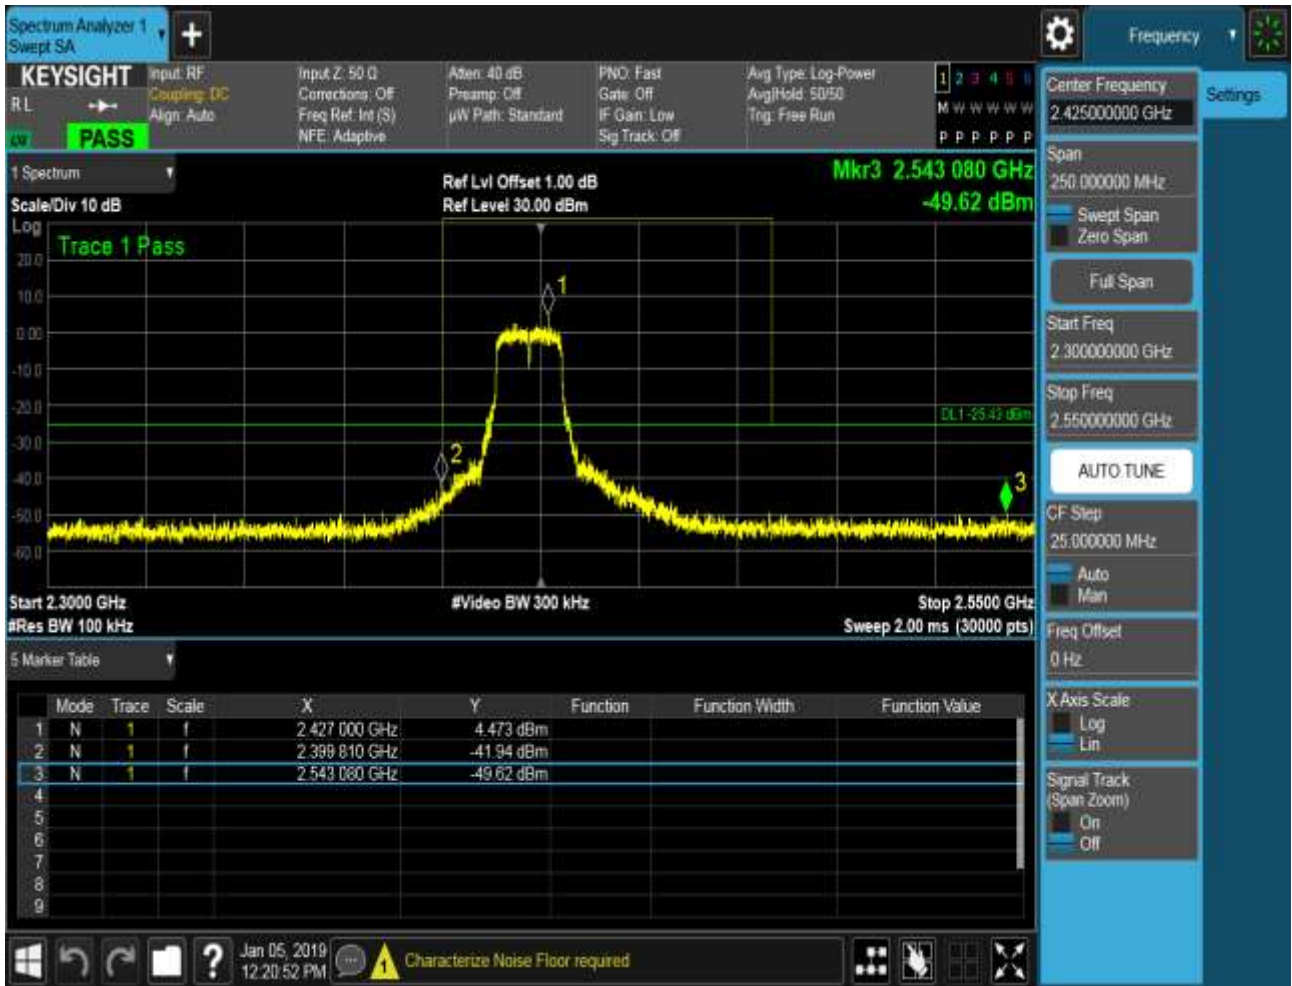 Spectrum Analyzer 1
Swept SA
+
Frequency
KEYSIGHT
R L
PASS
Input: RF
Coupling: DC
Align: Auto
Input Z: 50 Ω
Corrections: Off
Freq Ref: Int (S)
NFE: Adaptive
Atten: 40 dB
Preamp: Off
µW Path: Standard
PNO: Fast
Gate: Off
IF Gain: Low
Sig Track: Off
Avg Type: Log-Power
Avg|Hold: 50/50
Trig: Free Run
1 2 3 4 5 6
M W W W W W
P P P P P P
1 Spectrum
Scale/Div 10 dB
Ref Lvl Offset 1.00 dB
Ref Level 30.00 dBm
Mkr3 2.543 080 GHz
-49.62 dBm
Log
Trace 1 Pass
20.0
10.0
0.00
-10.0
-20.0
-30.0
-40.0
-50.0
-60.0
1
2
3
DL1 -25.43 dBm
Start 2.3000 GHz
#Res BW 100 kHz
#Video BW 300 kHz
Stop 2.5500 GHz
Sweep 2.00 ms (30000 pts)
5 Marker Table
Mode Trace Scale X Y Function Function Width Function Value
1 N 1 f 2.427 000 GHz 4.473 dBm
2 N 1 f 2.399 810 GHz -41.94 dBm
3 N 1 f 2.543 080 GHz -49.62 dBm
4
5
6
7
8
9
Center Frequency
2.425000000 GHz
Settings
Span
250.000000 MHz
Swept Span
Zero Span
Full Span
Start Freq
2.300000000 GHz
Stop Freq
2.550000000 GHz
AUTO TUNE
CF Step
25.000000 MHz
Auto
Man
Freq Offset
0 Hz
X Axis Scale
Log
Lin
Signal Track
(Span Zoom)
On
Off
?
Jan 05, 2019
12:20:52 PM
1
Characterize Noise Floor required